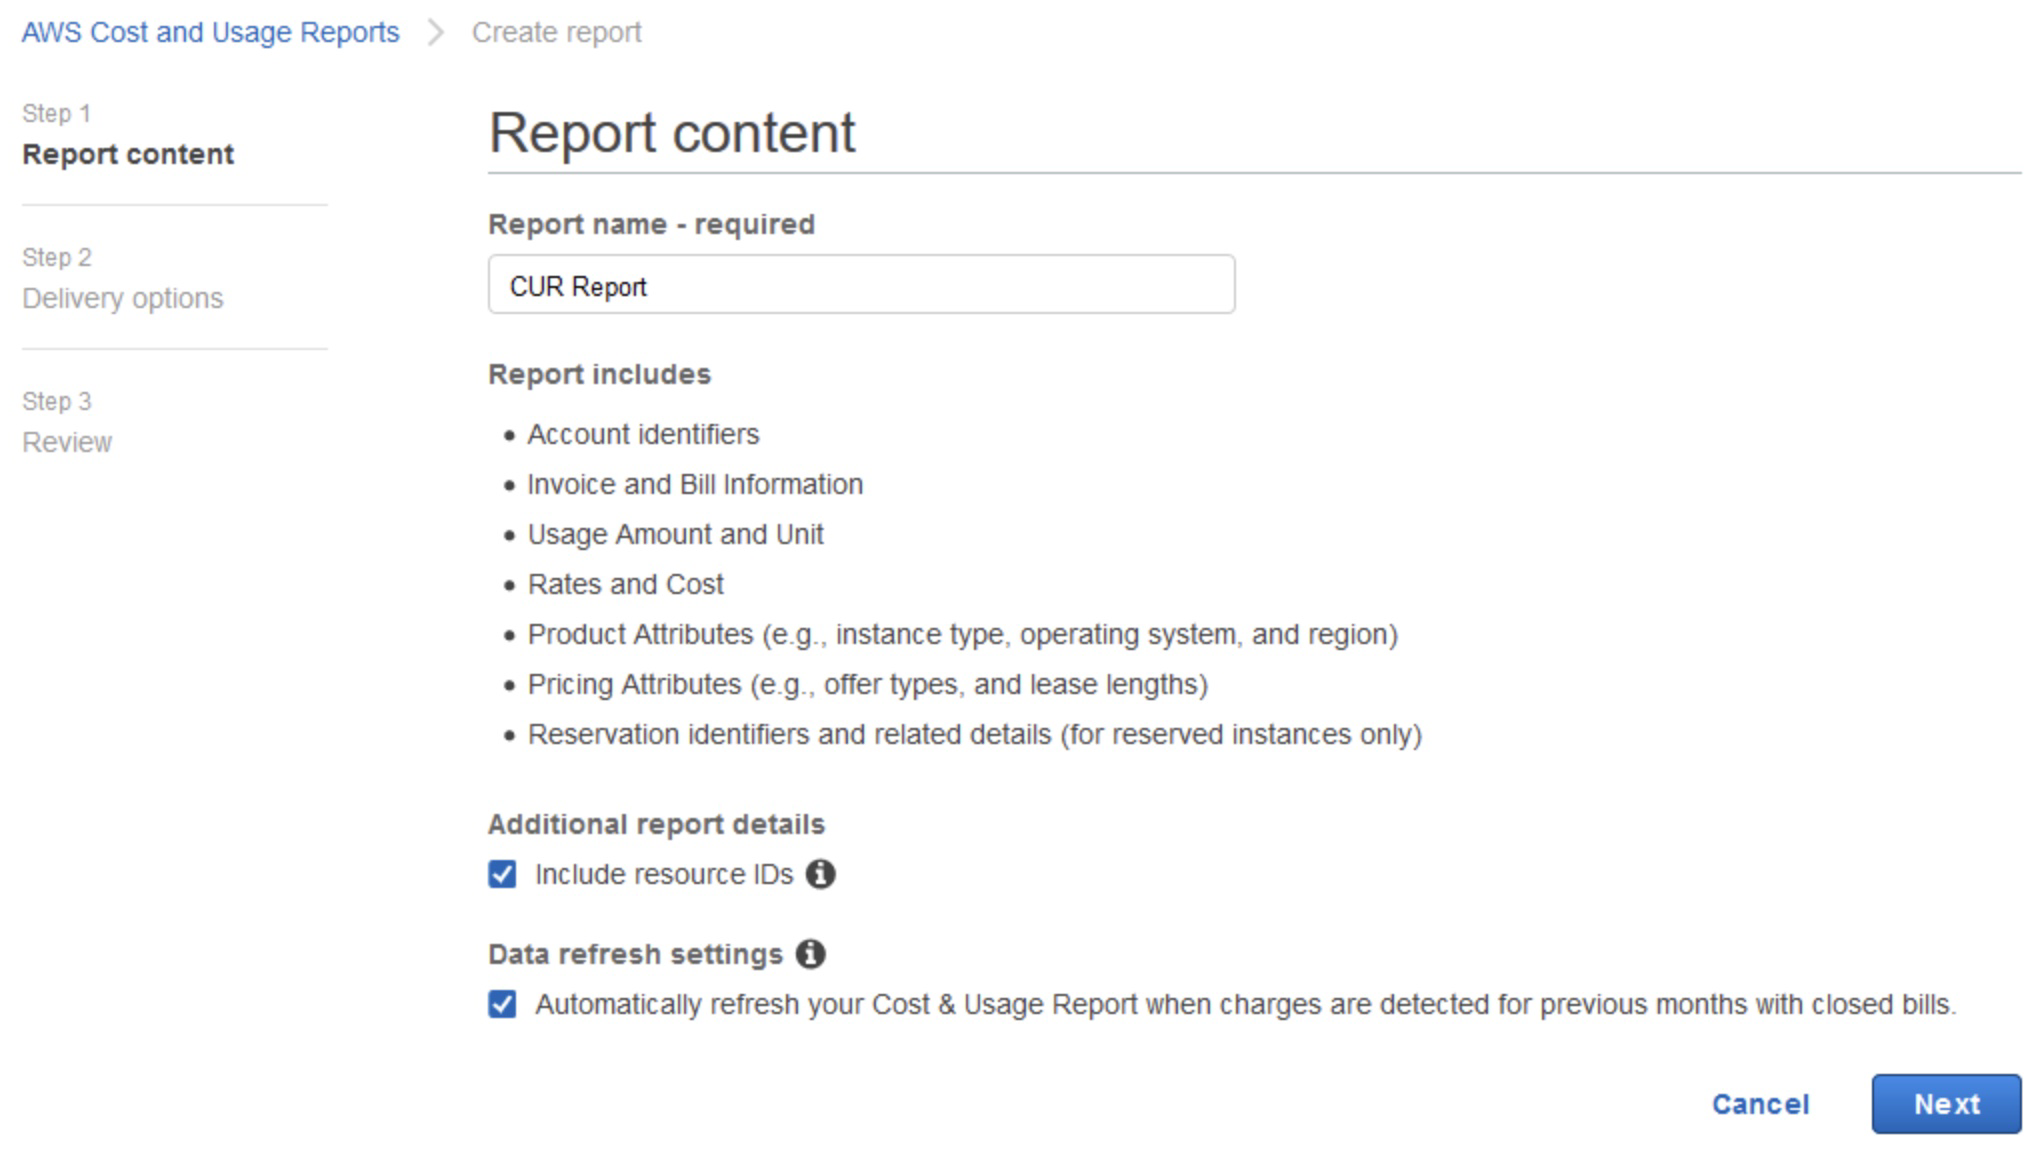 AWS Cost and Usage Reports > Create report
Step 1
Report content
Step 2
Delivery options
Step 3
Review
Report content
Report name - required
CUR Report
Report includes
• Account identifiers
• Invoice and Bill Information
• Usage Amount and Unit
• Rates and Cost
• Product Attributes (e.g., instance type, operating system, and region)
• Pricing Attributes (e.g., offer types, and lease lengths)
• Reservation identifiers and related details (for reserved instances only)
Additional report details
Include resource IDs
Data refresh settings
Automatically refresh your Cost & Usage Report when charges are detected for previous months with closed bills.
Cancel
Next